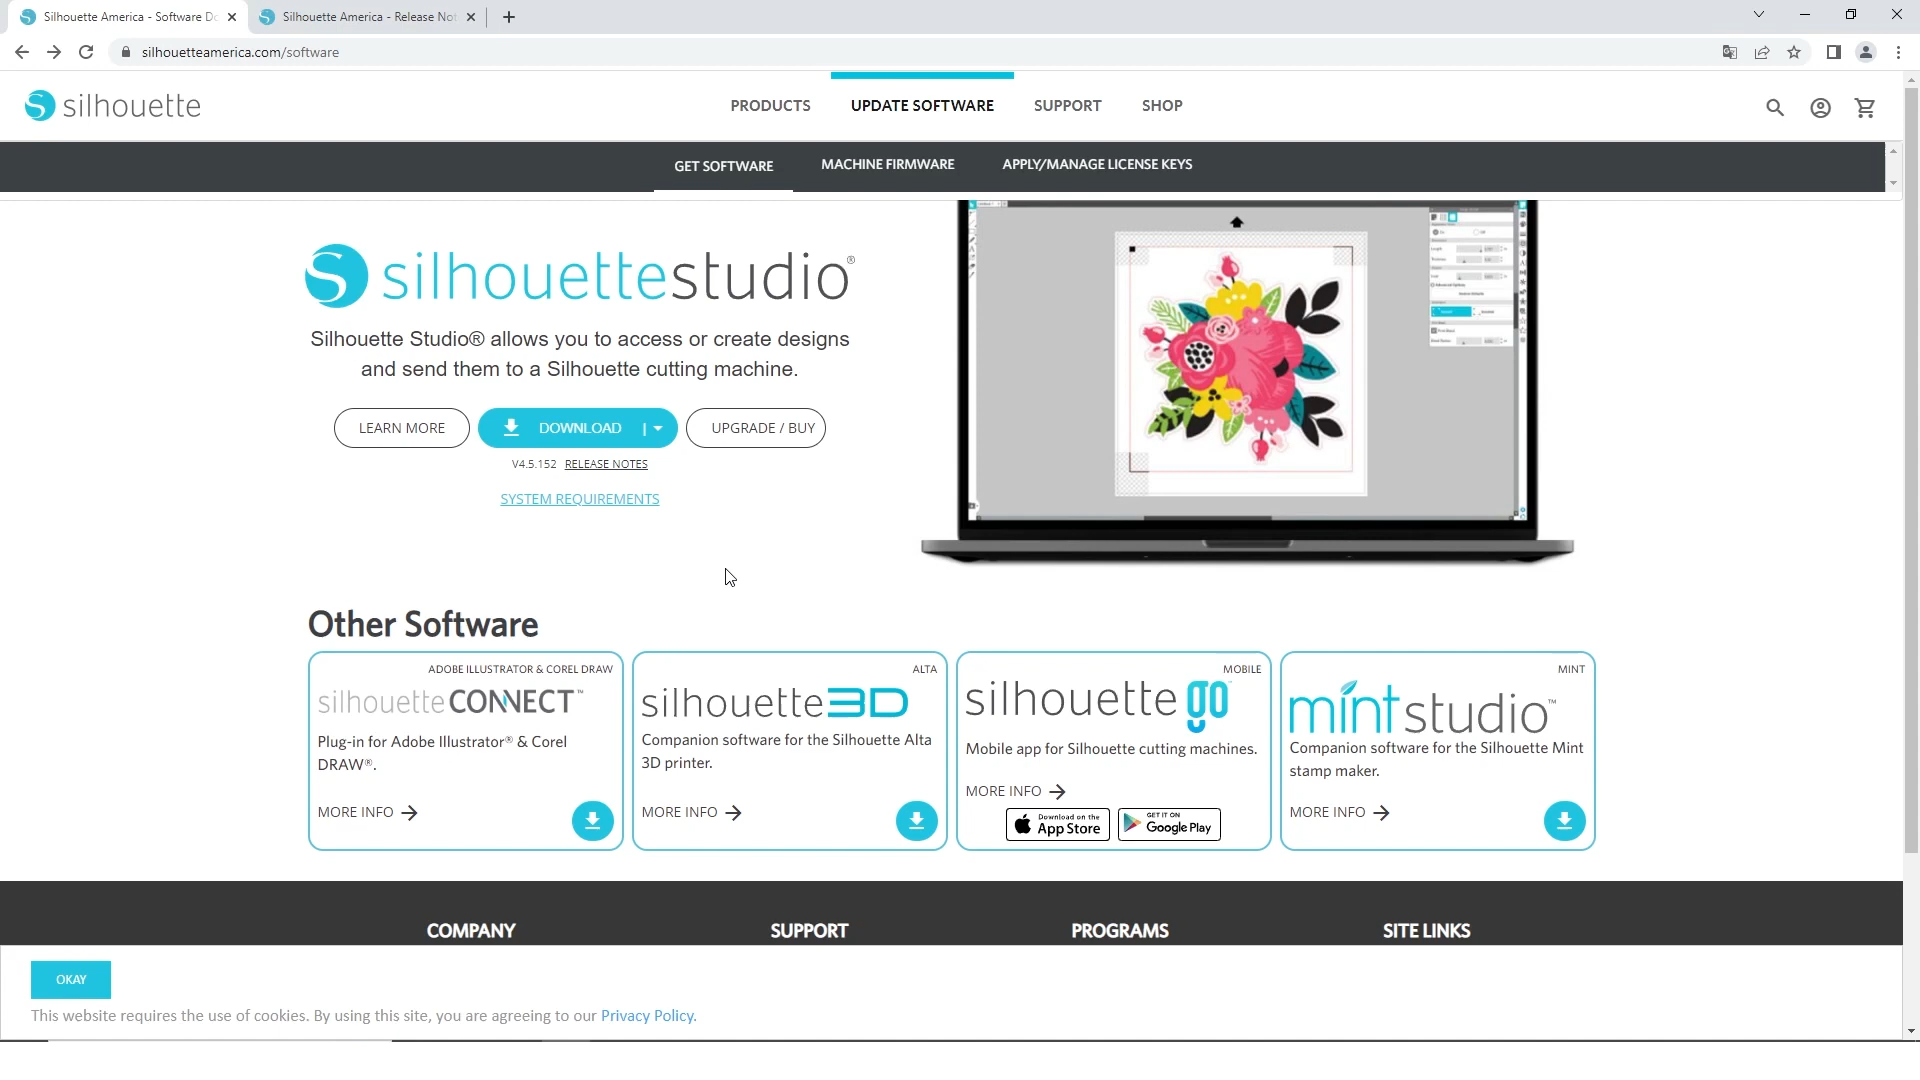 Silhouette America - Software Do
Silhouette America - Release Not
silhouetteamerica.com/software
silhouette
PRODUCTS
UPDATE SOFTWARE
SUPPORT
SHOP
GET SOFTWARE
MACHINE FIRMWARE
APPLY/MANAGE LICENSE KEYS
silhouettestudio®
Silhouette Studio® allows you to access or create designs
and send them to a Silhouette cutting machine.
LEARN MORE
DOWNLOAD
UPGRADE / BUY
V4.5.152 RELEASE NOTES
SYSTEM REQUIREMENTS
Other Software
ADOBE ILLUSTRATOR & COREL DRAW
silhouette CONNECT™
Plug-in for Adobe Illustrator® & Corel
DRAW®.
MORE INFO
ALTA
silhouette3D
Companion software for the Silhouette Alta
3D printer.
MORE INFO
MOBILE
silhouette go
Mobile app for Silhouette cutting machines.
MORE INFO
Download on the
App Store
GET IT ON
Google Play
MINT
mint studio™
Companion software for the Silhouette Mint
stamp maker.
MORE INFO
COMPANY
SUPPORT
PROGRAMS
SITE LINKS
OKAY
This website requires the use of cookies. By using this site, you are agreeing to our Privacy Policy.